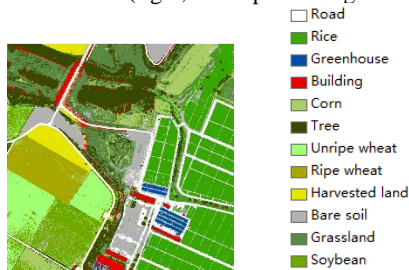 Road
Rice
Greenhouse
Building
Corn
Tree
Unripe wheat
Ripe wheat
Harvested land
Bare soil
Grassland
Soybean